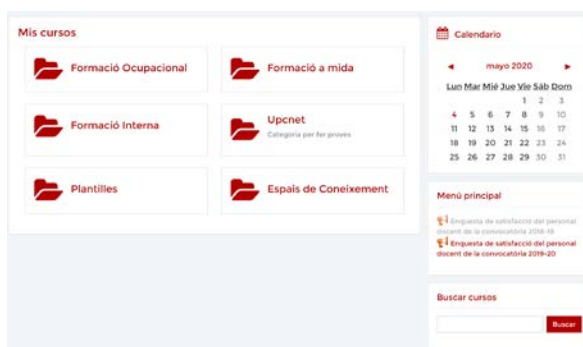 Mis cursos
Formació Ocupacional
Formació a mida
Formació Interna
Upcnet
Categoria per fer proves
Plantilles
Espais de Coneixement
Calendario
◄ mayo 2020 ►
Lun Mar Mié Jue Vie Sáb Dom
1 2 3
4 5 6 7 8 9 10
11 12 13 14 15 16 17
18 19 20 21 22 23 24
25 26 27 28 29 30 31
Menú principal
Enquesta de satisfacció del personal
docent de la convocatòria 2018-19
Enquesta de satisfacció del personal
docent de la convocatòria 2019-20
Buscar cursos
Buscar